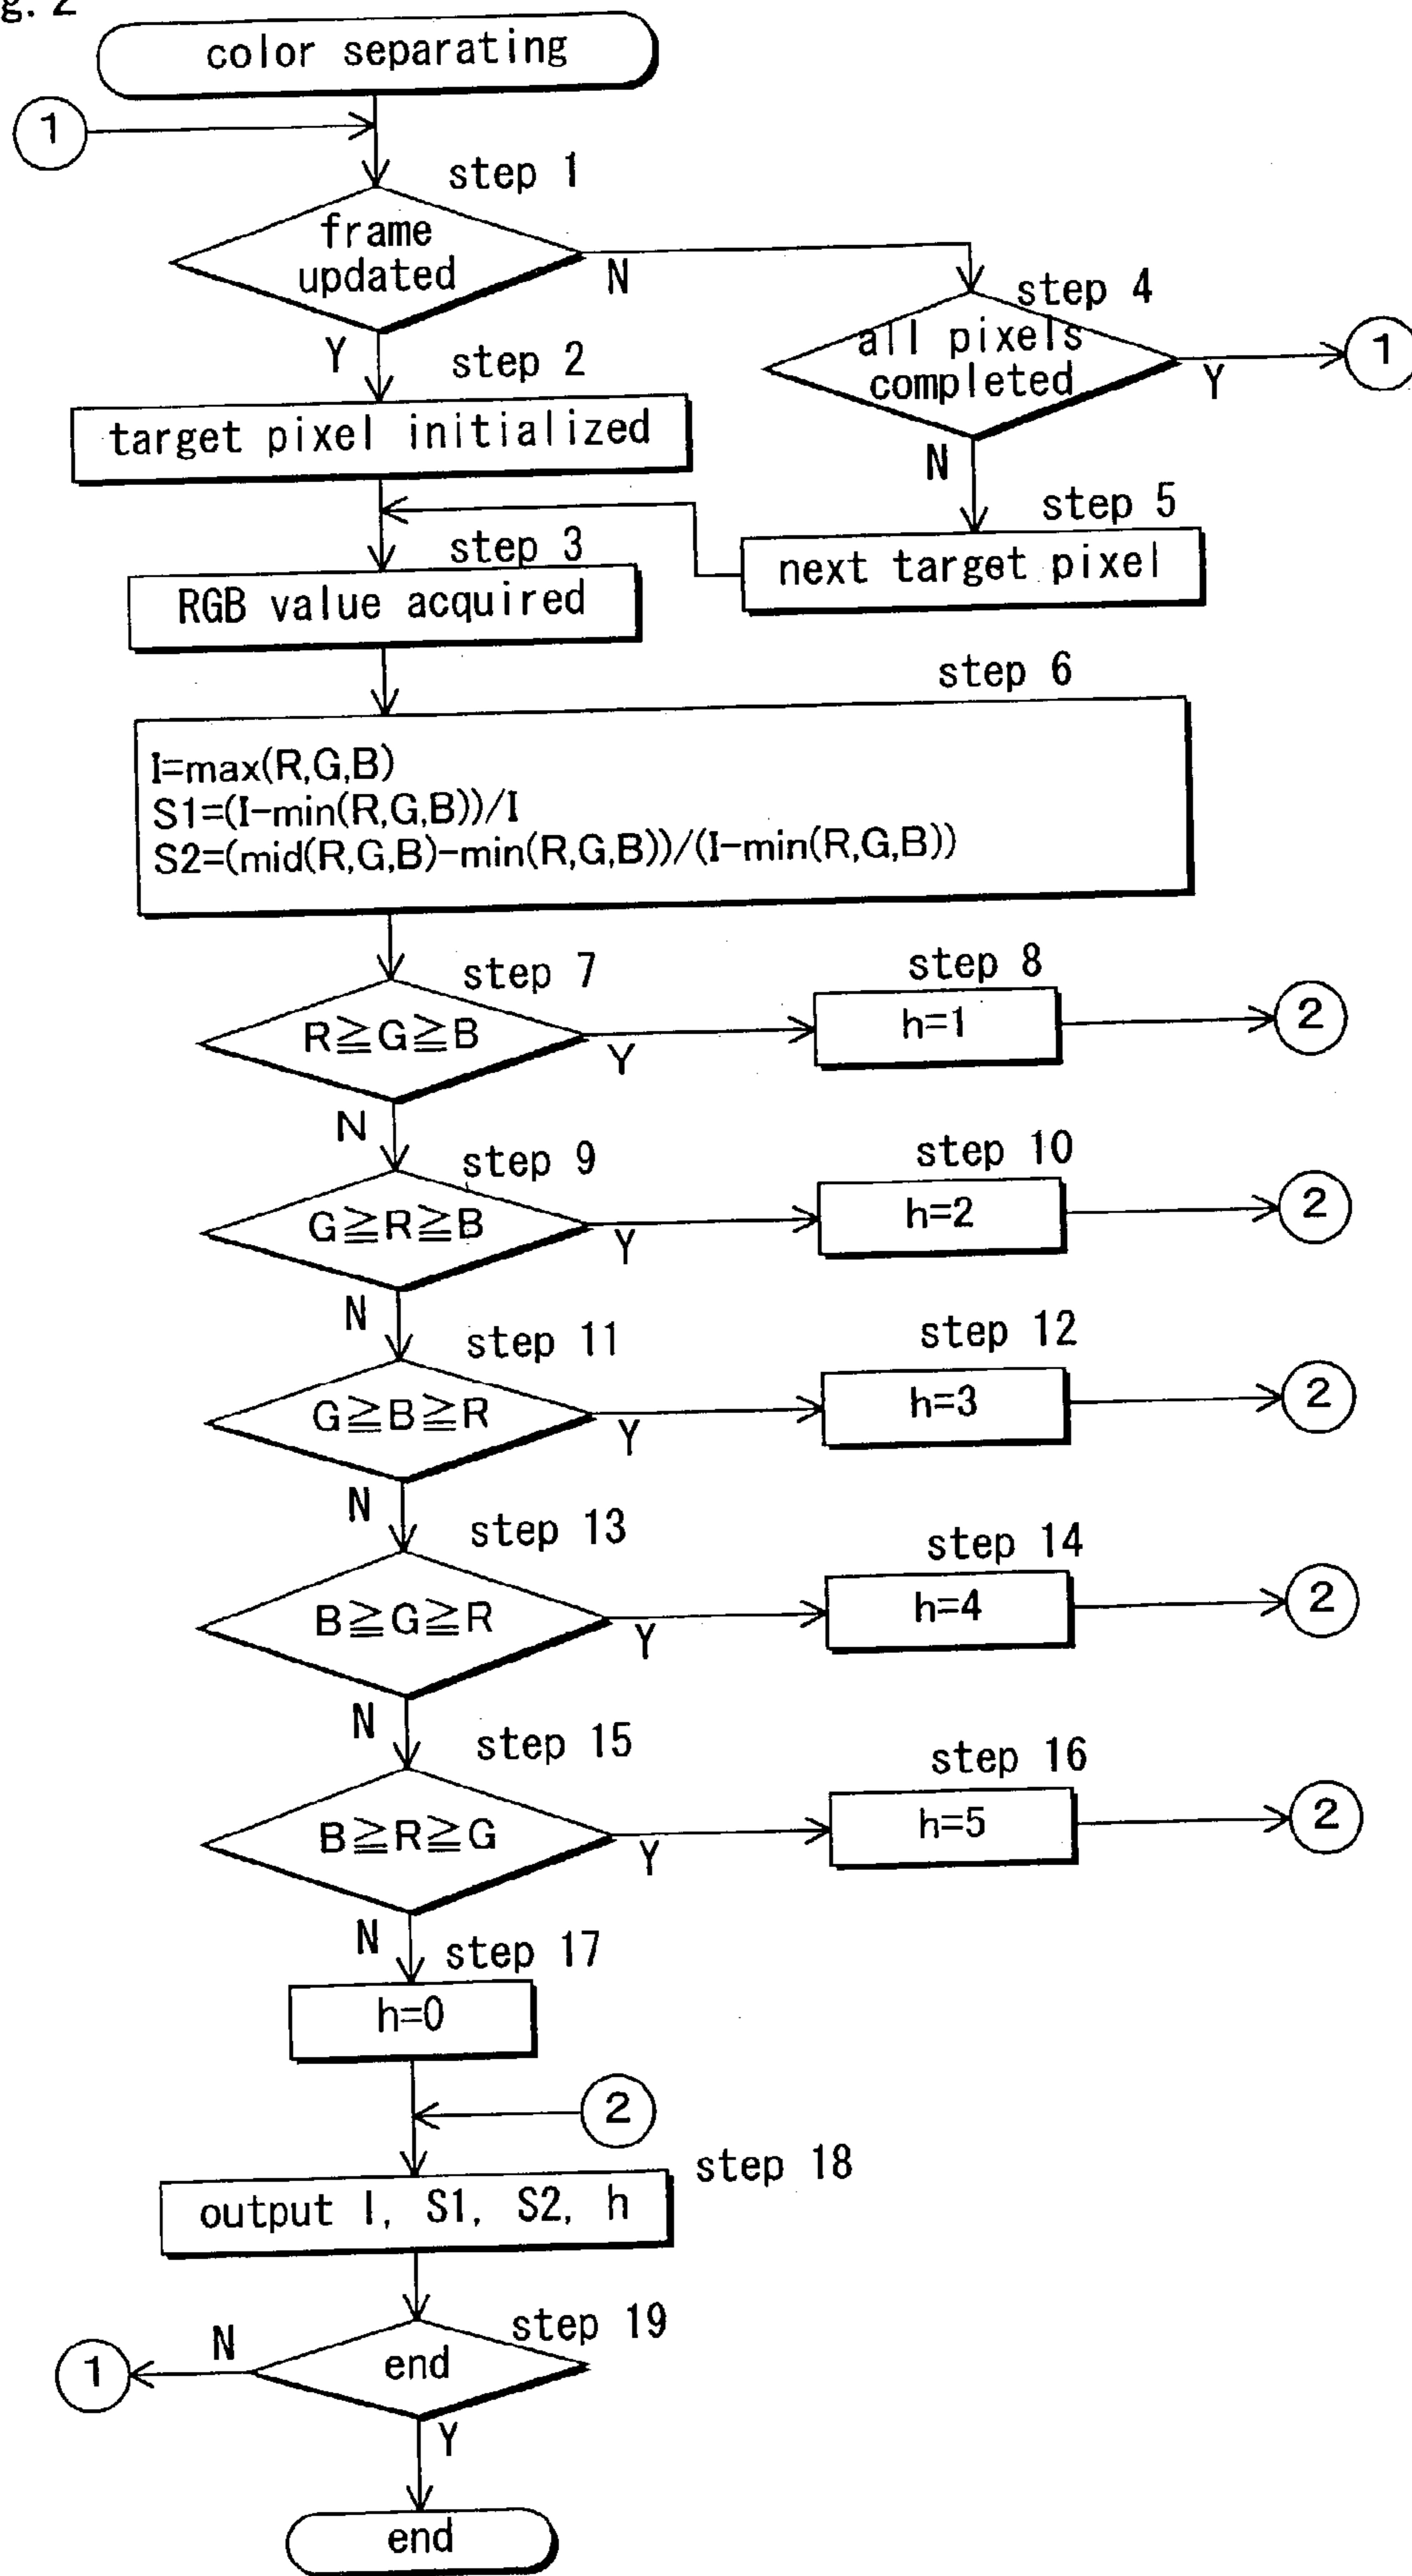 g. 2
color separating
1
step 1
frame
updated
N
Y
step 4
all pixels
completed
Y
1
N
step 2
target pixel initialized
step 5
next target pixel
step 3
RGB value acquired
step 6
I=max(R,G,B)
S1=(I-min(R,G,B))/I
S2=(mid(R,G,B)-min(R,G,B))/(I-min(R,G,B))
step 7
R≧G≧B
Y
N
step 8
h=1
2
step 9
G≧R≧B
Y
N
step 10
h=2
2
step 11
G≧B≧R
Y
N
step 12
h=3
2
step 13
B≧G≧R
Y
N
step 14
h=4
2
step 15
B≧R≧G
Y
N
step 16
h=5
2
step 17
h=0
2
step 18
output I, S1, S2, h
step 19
end
N
1
Y
end